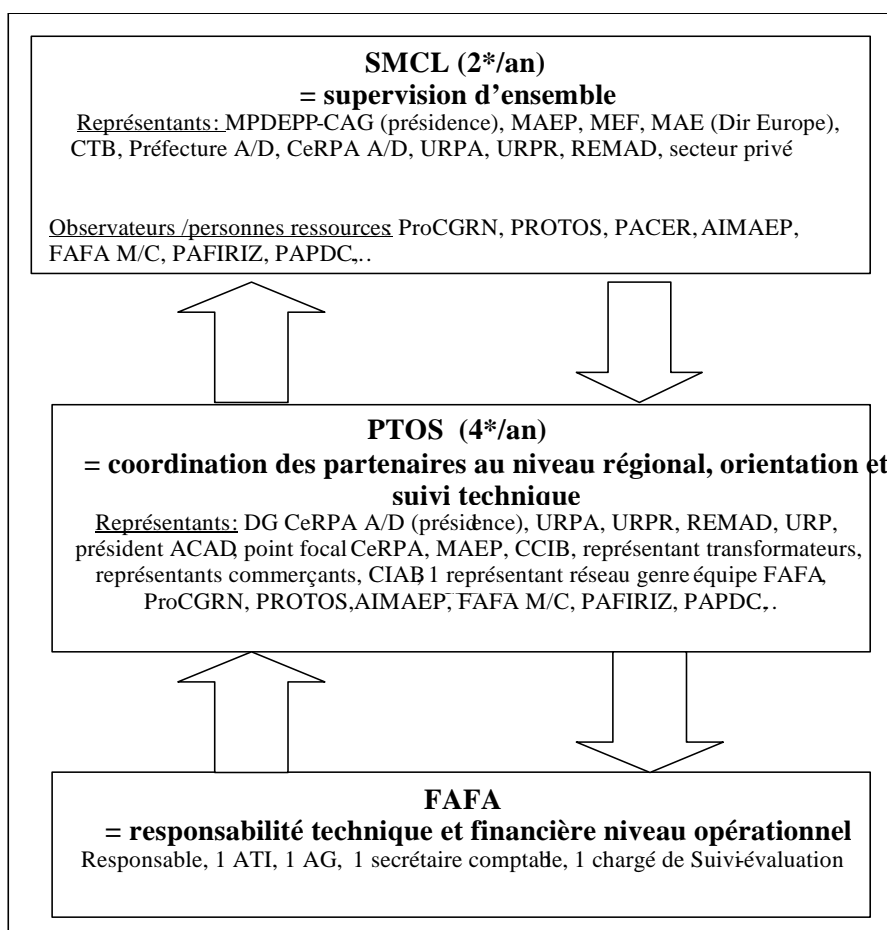 SMCL (2*/an)
= supervision d’ensemble
Représentants: MPDEPP-CAG (présidence), MAEP, MEF, MAE (Dir Europe),
CTB, Préfecture A/D, CeRPA A/D, URPA, URPR, REMAD, secteur privé
Observateurs /personnes ressources: ProCGRN, PROTOS, PACER, AIMAEP,
FAFA M/C, PAFIRIZ, PAPDC,..
PTOS (4*/an)
= coordination des partenaires au niveau régional, orientation et
suivi technique
Représentants: DG CeRPA A/D (présidence), URPA, URPR, REMAD, URP,
président ACAD, point focal CeRPA, MAEP, CCIB, représentant transformateurs,
représentants commerçants, CIAB, 1 représentant réseau genre équipe FAFA,
ProCGRN, PROTOS, AIMAEP, FAFA M/C, PAFIRIZ, PAPDC,..
FAFA
= responsabilité technique et financière niveau opérationnel
Responsable, 1 ATI, 1 AG, 1 secrétaire comptable, 1 chargé de Suivi-évaluation